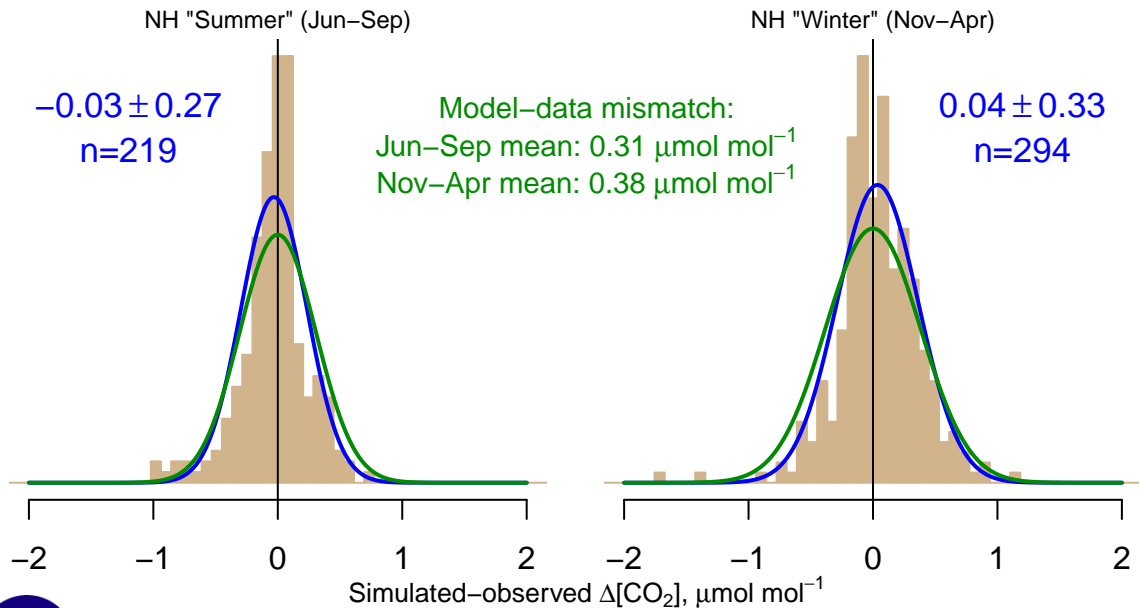 NH "Summer" (Jun−Sep)
NH "Winter" (Nov−Apr)
−0.03 ± 0.27
n=219
Model−data mismatch:
Jun−Sep mean: 0.31 μmol mol⁻¹
Nov−Apr mean: 0.38 μmol mol⁻¹
0.04 ± 0.33
n=294
−2 −1 0 1 2
−2 −1 0 1 2
Simulated−observed Δ[CO₂], μmol mol⁻¹